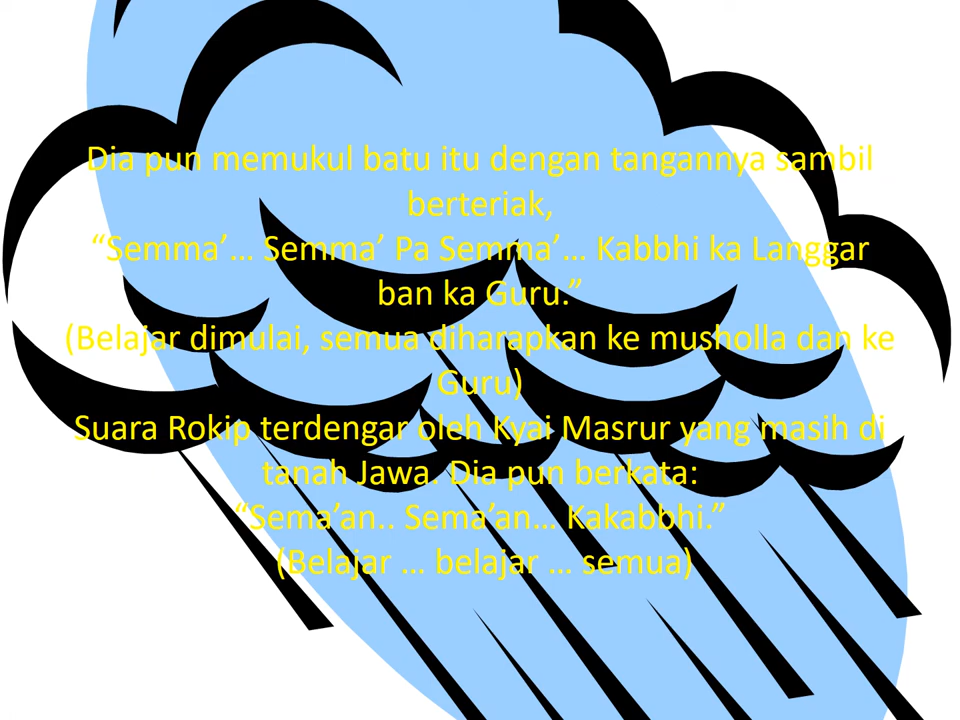 Dia pun memukul batu itu dengan tangannya sambil
berteriak,
“Semma’… Semma’ Pa Semma’… Kabbhi ka Langgar
ban ka Guru.”
(Belajar dimulai, semua diharapkan ke musholla dan ke
Guru)
Suara Rokip terdengar oleh Kyai Masrur yang masih di
tanah Jawa. Dia pun berkata:
“Sema’an.. Sema’an… Kakabbhi.”
(Belajar … belajar … semua)